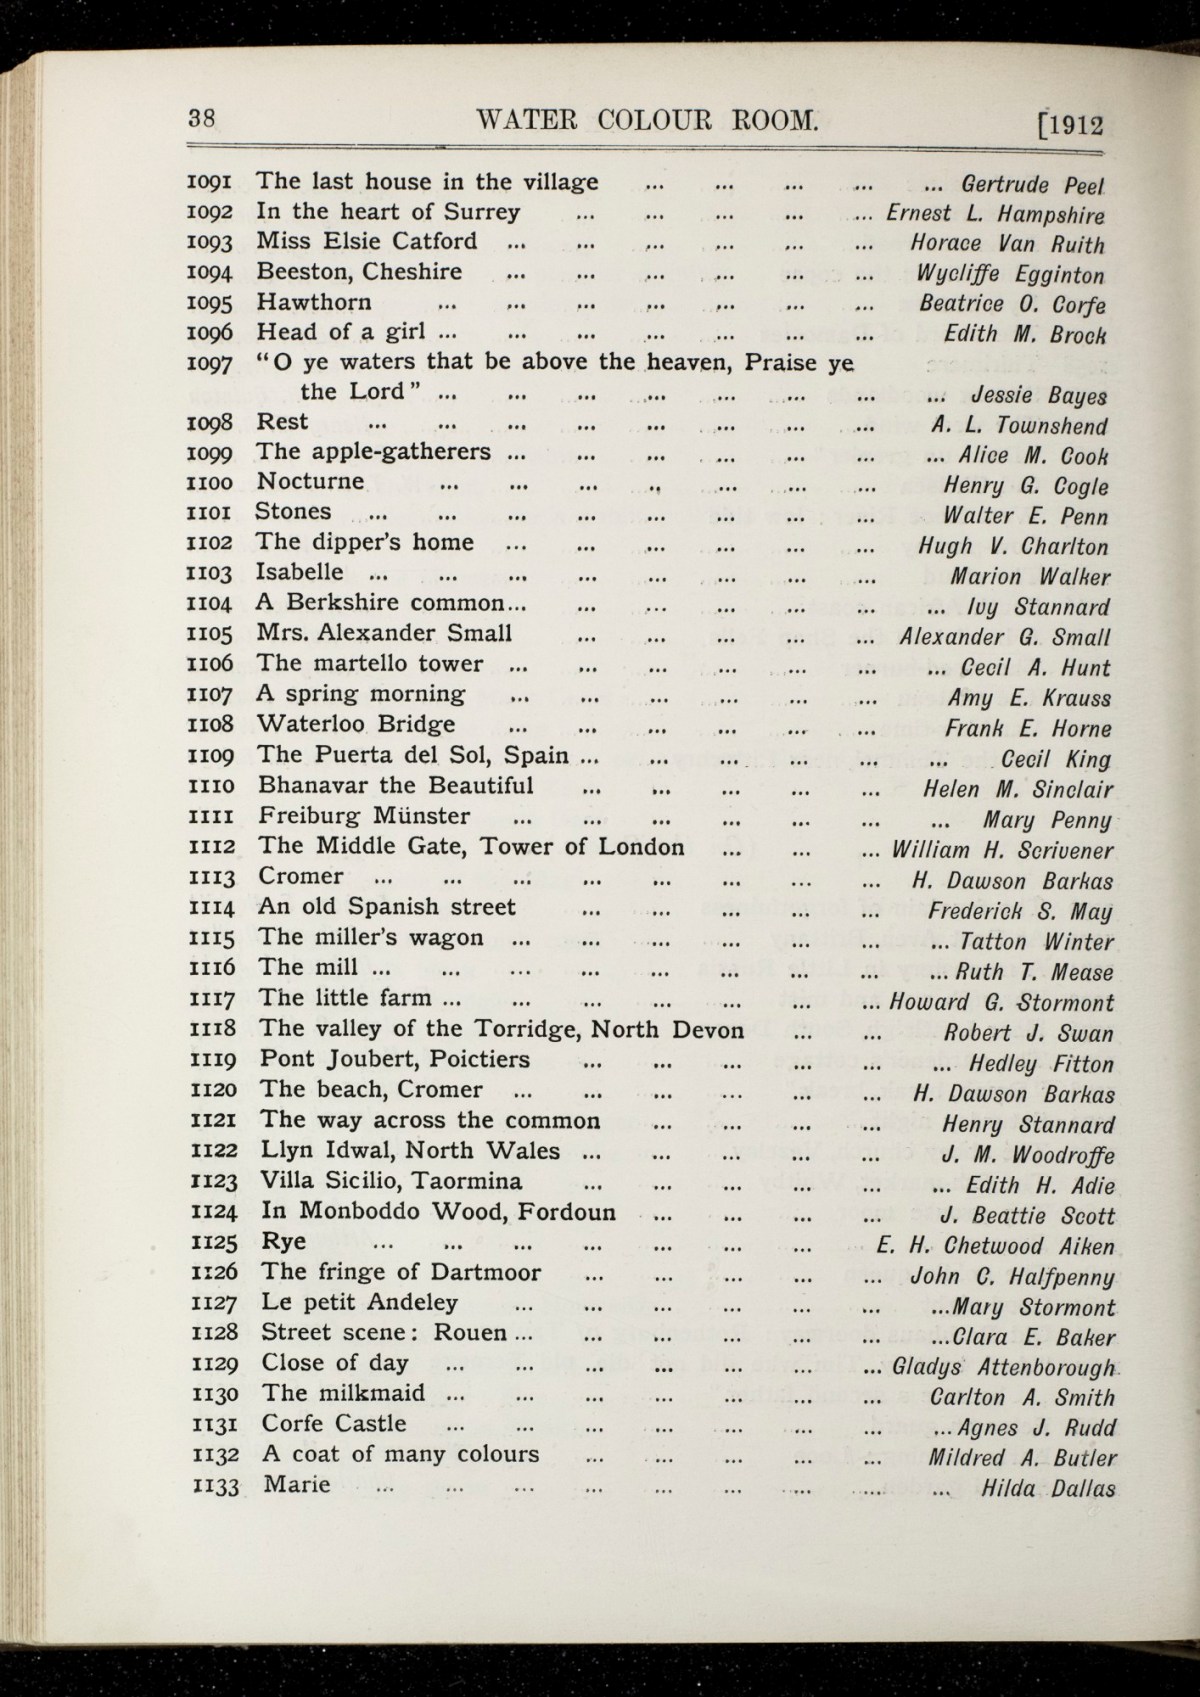 38 WATER COLOUR ROOM. [1912
1091 The last house in the village ... ... ... ... ... Gertrude Peel
1092 In the heart of Surrey ... ... ... ... ... Ernest L. Hampshire
1093 Miss Elsie Catford ... ... ... ... ... ... Horace Van Ruith
1094 Beeston, Cheshire ... ... ... ... ... ... Wycliffe Egginton
1095 Hawthorn ... ... ... ... ... ... ... Beatrice O. Corfe
1096 Head of a girl ... ... ... ... ... ... ... Edith M. Brock
1097 “O ye waters that be above the heaven, Praise ye
the Lord” ... ... ... ... ... ... ... ... Jessie Bayes
1098 Rest ... ... ... ... ... ... ... ... A. L. Townshend
1099 The apple-gatherers ... ... ... ... ... ... ... Alice M. Cook
1100 Nocturne ... ... ... ... ... ... ... Henry G. Cogle
1101 Stones ... ... ... ... ... ... ... ... Walter E. Penn
1102 The dipper's home ... ... ... ... ... ... Hugh V. Charlton
1103 Isabelle ... ... ... ... ... ... ... ... Marion Walker
1104 A Berkshire common... ... ... ... ... ... ... Ivy Stannard
1105 Mrs. Alexander Small ... ... ... ... ... Alexander G. Small
1106 The martello tower ... ... ... ... ... ... ... Cecil A. Hunt
1107 A spring morning ... ... ... ... ... ... Amy E. Krauss
1108 Waterloo Bridge ... ... ... ... ... ... Frank E. Horne
1109 The Puerta del Sol, Spain ... ... ... ... ... ... Cecil King
1110 Bhanavar the Beautiful ... ... ... ... ... Helen M. Sinclair
1111 Freiburg Münster ... ... ... ... ... ... ... Mary Penny
1112 The Middle Gate, Tower of London ... ... ... William H. Scrivener
1113 Cromer ... ... ... ... ... ... ... ... H. Dawson Barkas
1114 An old Spanish street ... ... ... ... ... Frederick S. May
1115 The miller's wagon ... ... ... ... ... ... ... Tatton Winter
1116 The mill ... ... ... ... ... ... ... ... ... Ruth T. Mease
1117 The little farm ... ... ... ... ... ... ... Howard G. Stormont
1118 The valley of the Torridge, North Devon ... ... Robert J. Swan
1119 Pont Joubert, Poictiers ... ... ... ... ... ... Hedley Fitton
1120 The beach, Cromer ... ... ... ... ... ... H. Dawson Barkas
1121 The way across the common ... ... ... ... Henry Stannard
1122 Llyn Idwal, North Wales ... ... ... ... ... J. M. Woodroffe
1123 Villa Sicilio, Taormina ... ... ... ... ... ... Edith H. Adie
1124 In Monboddo Wood, Fordoun ... ... ... ... J. Beattie Scott
1125 Rye ... ... ... ... ... ... ... E. H. Chetwood Aiken
1126 The fringe of Dartmoor ... ... ... ... ... John C. Halfpenny
1127 Le petit Andeley ... ... ... ... ... ... ...Mary Stormont
1128 Street scene: Rouen ... ... ... ... ... ... ...Clara E. Baker
1129 Close of day ... ... ... ... ... ... ... Gladys Attenborough
1130 The milkmaid ... ... ... ... ... ... ... Carlton A. Smith
1131 Corfe Castle ... ... ... ... ... ... ... ...Agnes J. Rudd
1132 A coat of many colours ... ... ... ... ... Mildred A. Butler
1133 Marie ... ... ... ... ... ... ... ... ... Hilda Dallas